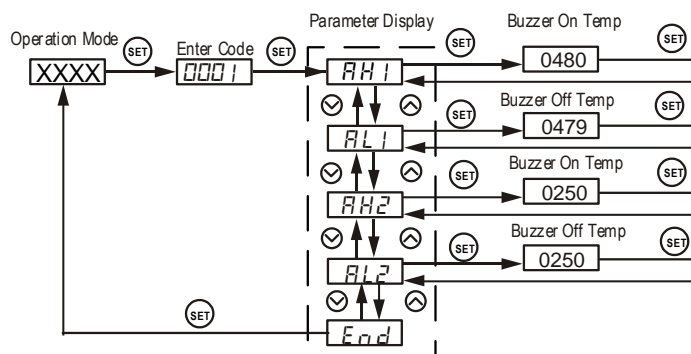 Parameter Display
Buzzer On Temp
Operation Mode
SET
Enter Code
SET
SET
0480
SET
XXXX
0001
AH1
Buzzer Off Temp
AL1
SET
0479
SET
Buzzer On Temp
AH2
SET
0250
SET
Buzzer Off Temp
AL2
SET
0250
SET
SET
End